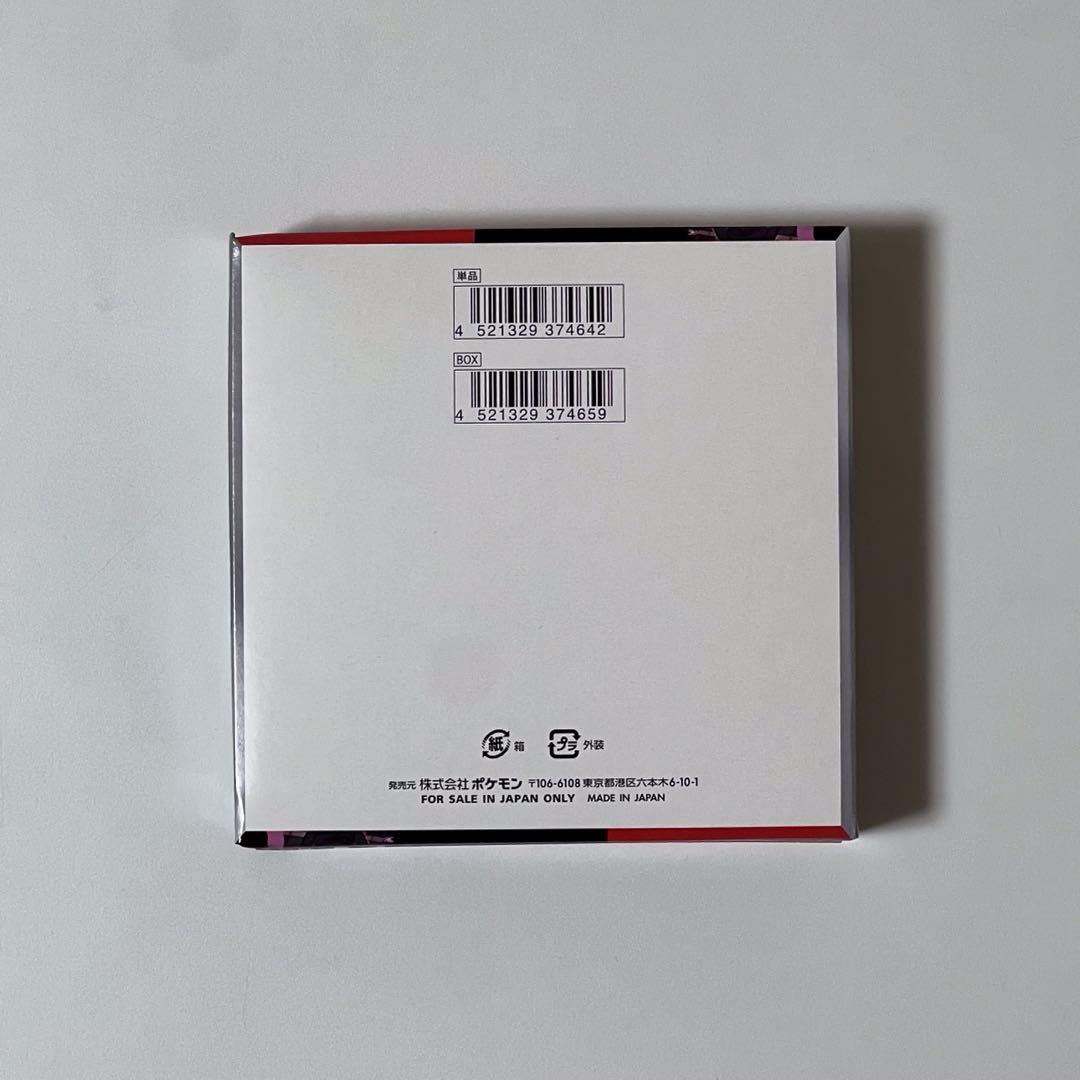 単品
4 521329 374642
BOX
4 521329 374659
紙 箱 プラ 外装
発売元 株式会社 ポケモン 〒106-6108 東京都港区六本木6-10-1
FOR SALE IN JAPAN ONLY MADE IN JAPAN